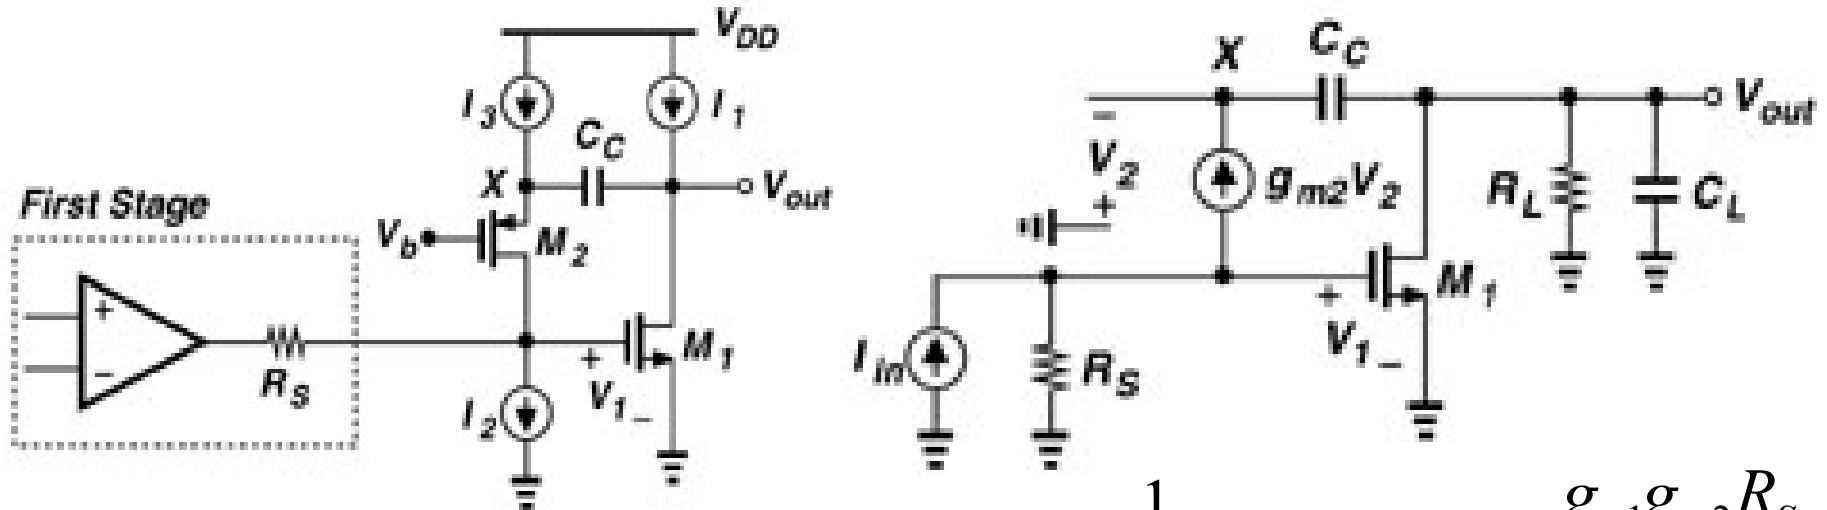 V_DD
I_3
I_1
C_C
X
V_out
First Stage
V_b
M_2
+
−
R_S
+
V_1
−
M_1
I_2
X
C_C
V_out
−
V_2
+
g_m2V_2
R_L
C_L
I_in
R_S
+
V_1
−
M_1
1
g_m1g_m2R_S